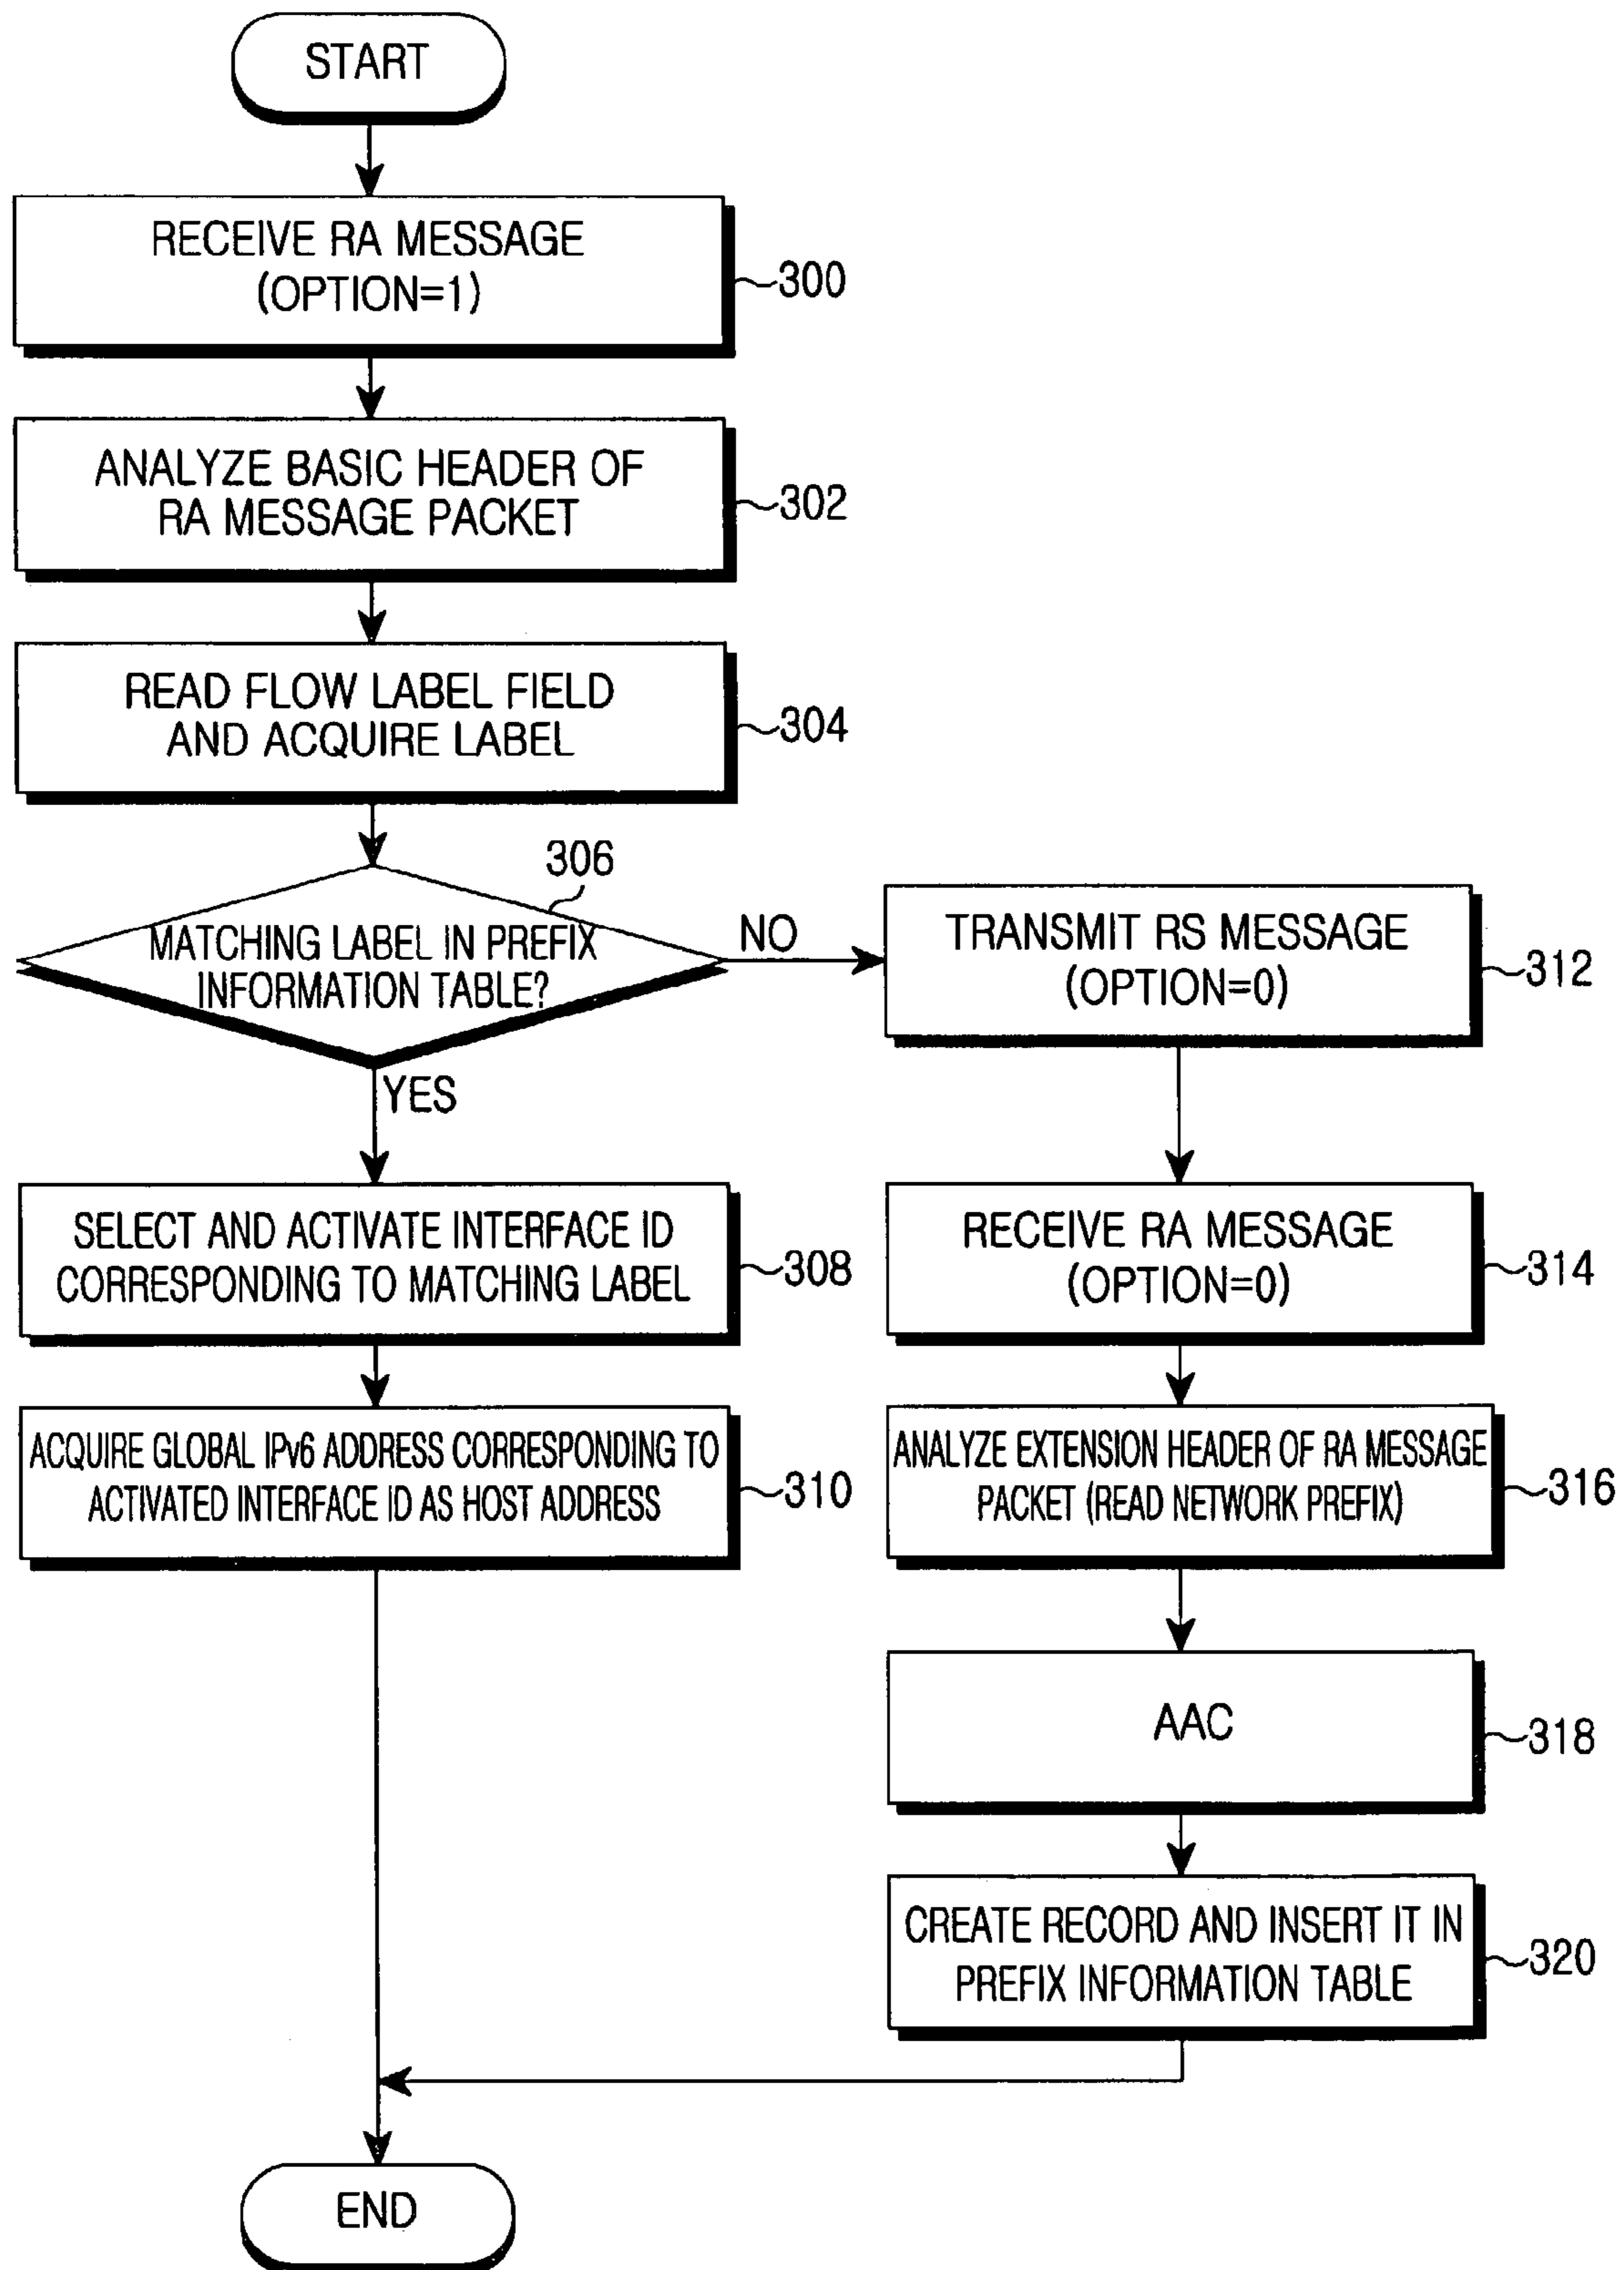 START
RECEIVE RA MESSAGE
(OPTION=1)
300
ANALYZE BASIC HEADER OF
RA MESSAGE PACKET
302
READ FLOW LABEL FIELD
AND ACQUIRE LABEL
304
306
MATCHING LABEL IN PREFIX
INFORMATION TABLE?
NO
YES
TRANSMIT RS MESSAGE
(OPTION=0)
312
SELECT AND ACTIVATE INTERFACE ID
CORRESPONDING TO MATCHING LABEL
308
RECEIVE RA MESSAGE
(OPTION=0)
314
ACQUIRE GLOBAL IPv6 ADDRESS CORRESPONDING TO
ACTIVATED INTERFACE ID AS HOST ADDRESS
310
ANALYZE EXTENSION HEADER OF RA MESSAGE
PACKET (READ NETWORK PREFIX)
316
AAC
318
CREATE RECORD AND INSERT IT IN
PREFIX INFORMATION TABLE
320
END